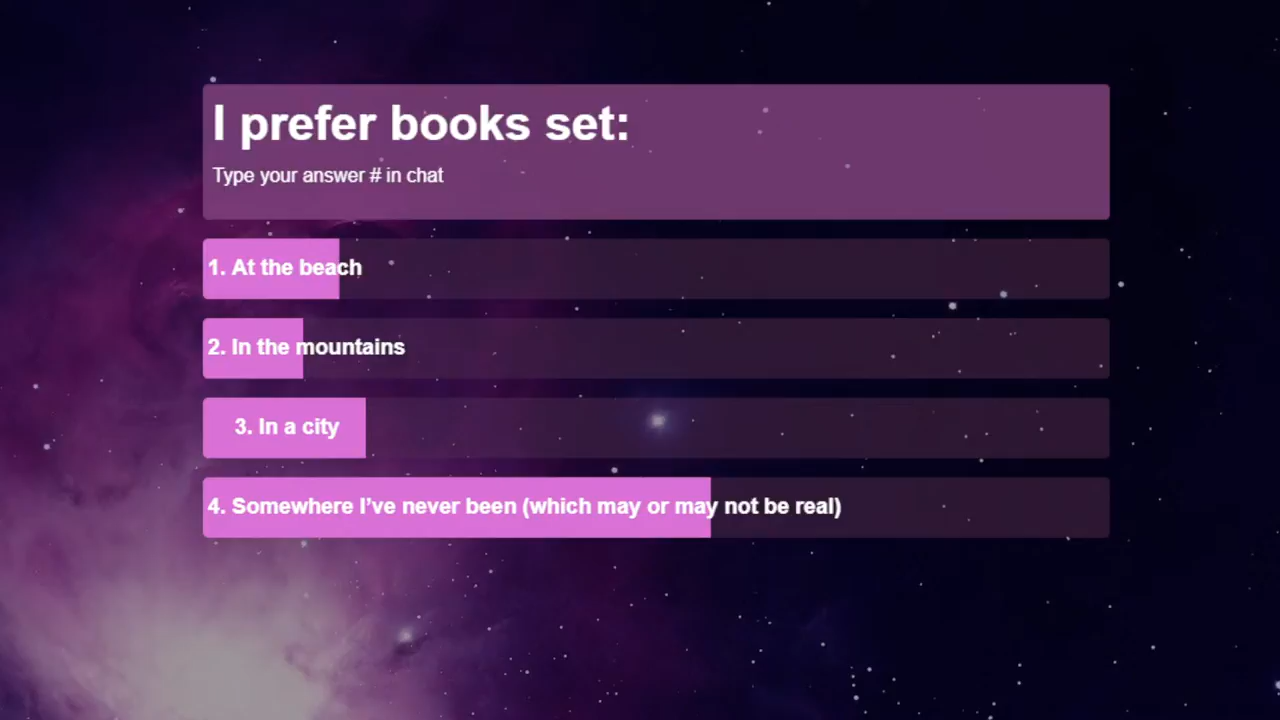 I prefer books set:
Type your answer # in chat
1. At the beach
2. In the mountains
3. In a city
4. Somewhere I’ve never been (which may or may not be real)